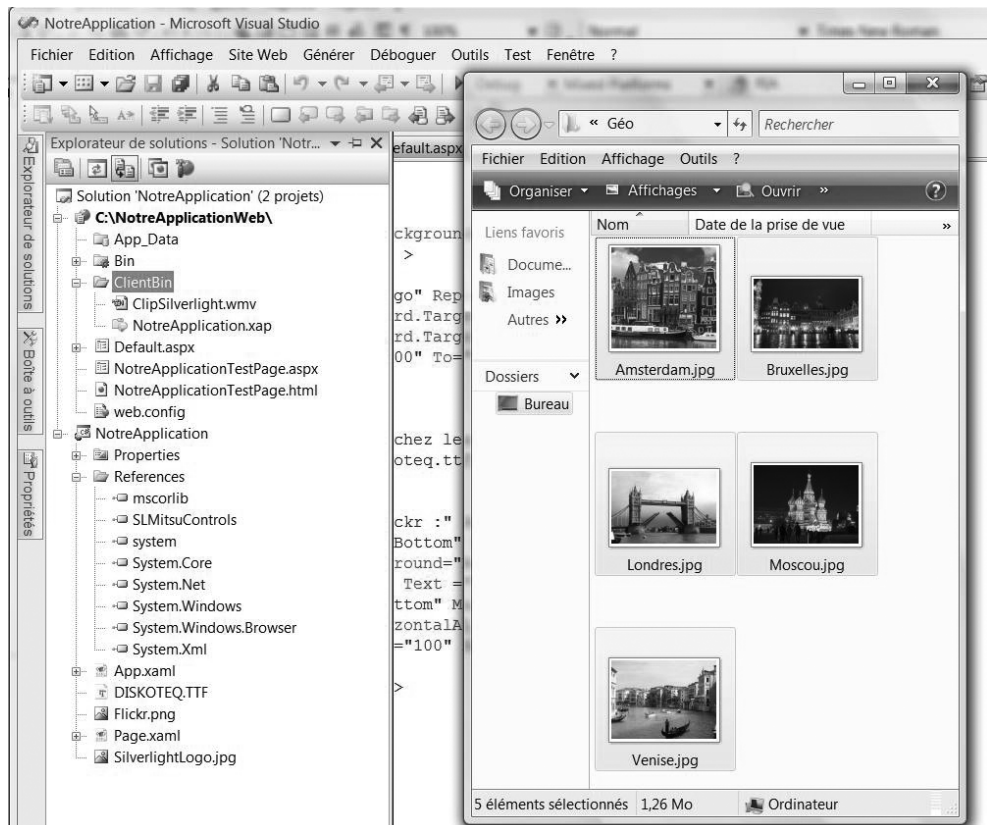 NotreApplication - Microsoft Visual Studio
Fichier Edition Affichage Site Web Générer Déboguer Outils Test Fenêtre ?
Explorateur de solutions - Solution 'Notr...
Explorateur de solutions
Boîte à outils
Propriétés
Solution 'NotreApplication' (2 projets)
C:\NotreApplicationWeb\
App_Data
Bin
ClientBin
ClipSilverlight.wmv
NotreApplication.xap
Default.aspx
NotreApplicationTestPage.aspx
NotreApplicationTestPage.html
web.config
NotreApplication
Properties
References
mscorlib
SLMitsuControls
system
System.Core
System.Net
System.Windows
System.Windows.Browser
System.Xml
App.xaml
DISKOTEQ.TTF
Flickr.png
Page.xaml
SilverlightLogo.jpg
efault.aspx
ckgroun
>
go" Rep
rd.Targ
rd.Targ
00" To="
chez le
oteq.tt
ckr :"
Bottom"
round="
Text =
ttom" M
zontalA
="100"
>
« Géo
Rechercher
Fichier Edition Affichage Outils ?
Organiser Affichages Ouvrir » ?
Liens favoris
Docume...
Images
Autres »
Dossiers
Bureau
Nom Date de la prise de vue »
Amsterdam.jpg Bruxelles.jpg
Londres.jpg Moscou.jpg
Venise.jpg
5 éléments sélectionnés 1,26 Mo Ordinateur